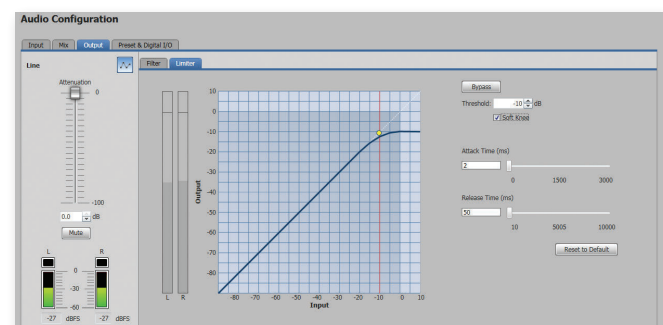 Audio Configuration
Input Mix Output Preset & Digital I/O
Line
Filter Limiter
Attenuation
0
-100
0.0 dB
Mute
L R
0
-30
-60
-27 dBFS -27 dBFS
L R
10
0
-10
-20
-30
-40
-50
-60
-70
-80
Output
-80 -70 -60 -50 -40 -30 -20 -10 0 10
Input
Bypass
Threshold: -10 dB
Soft Knee
Attack Time (ms)
2
0 1500 3000
Release Time (ms)
50
10 5005 10000
Reset to Default